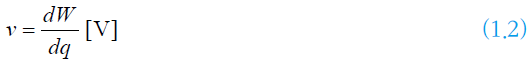 v = dW/dq [V] (1.2)